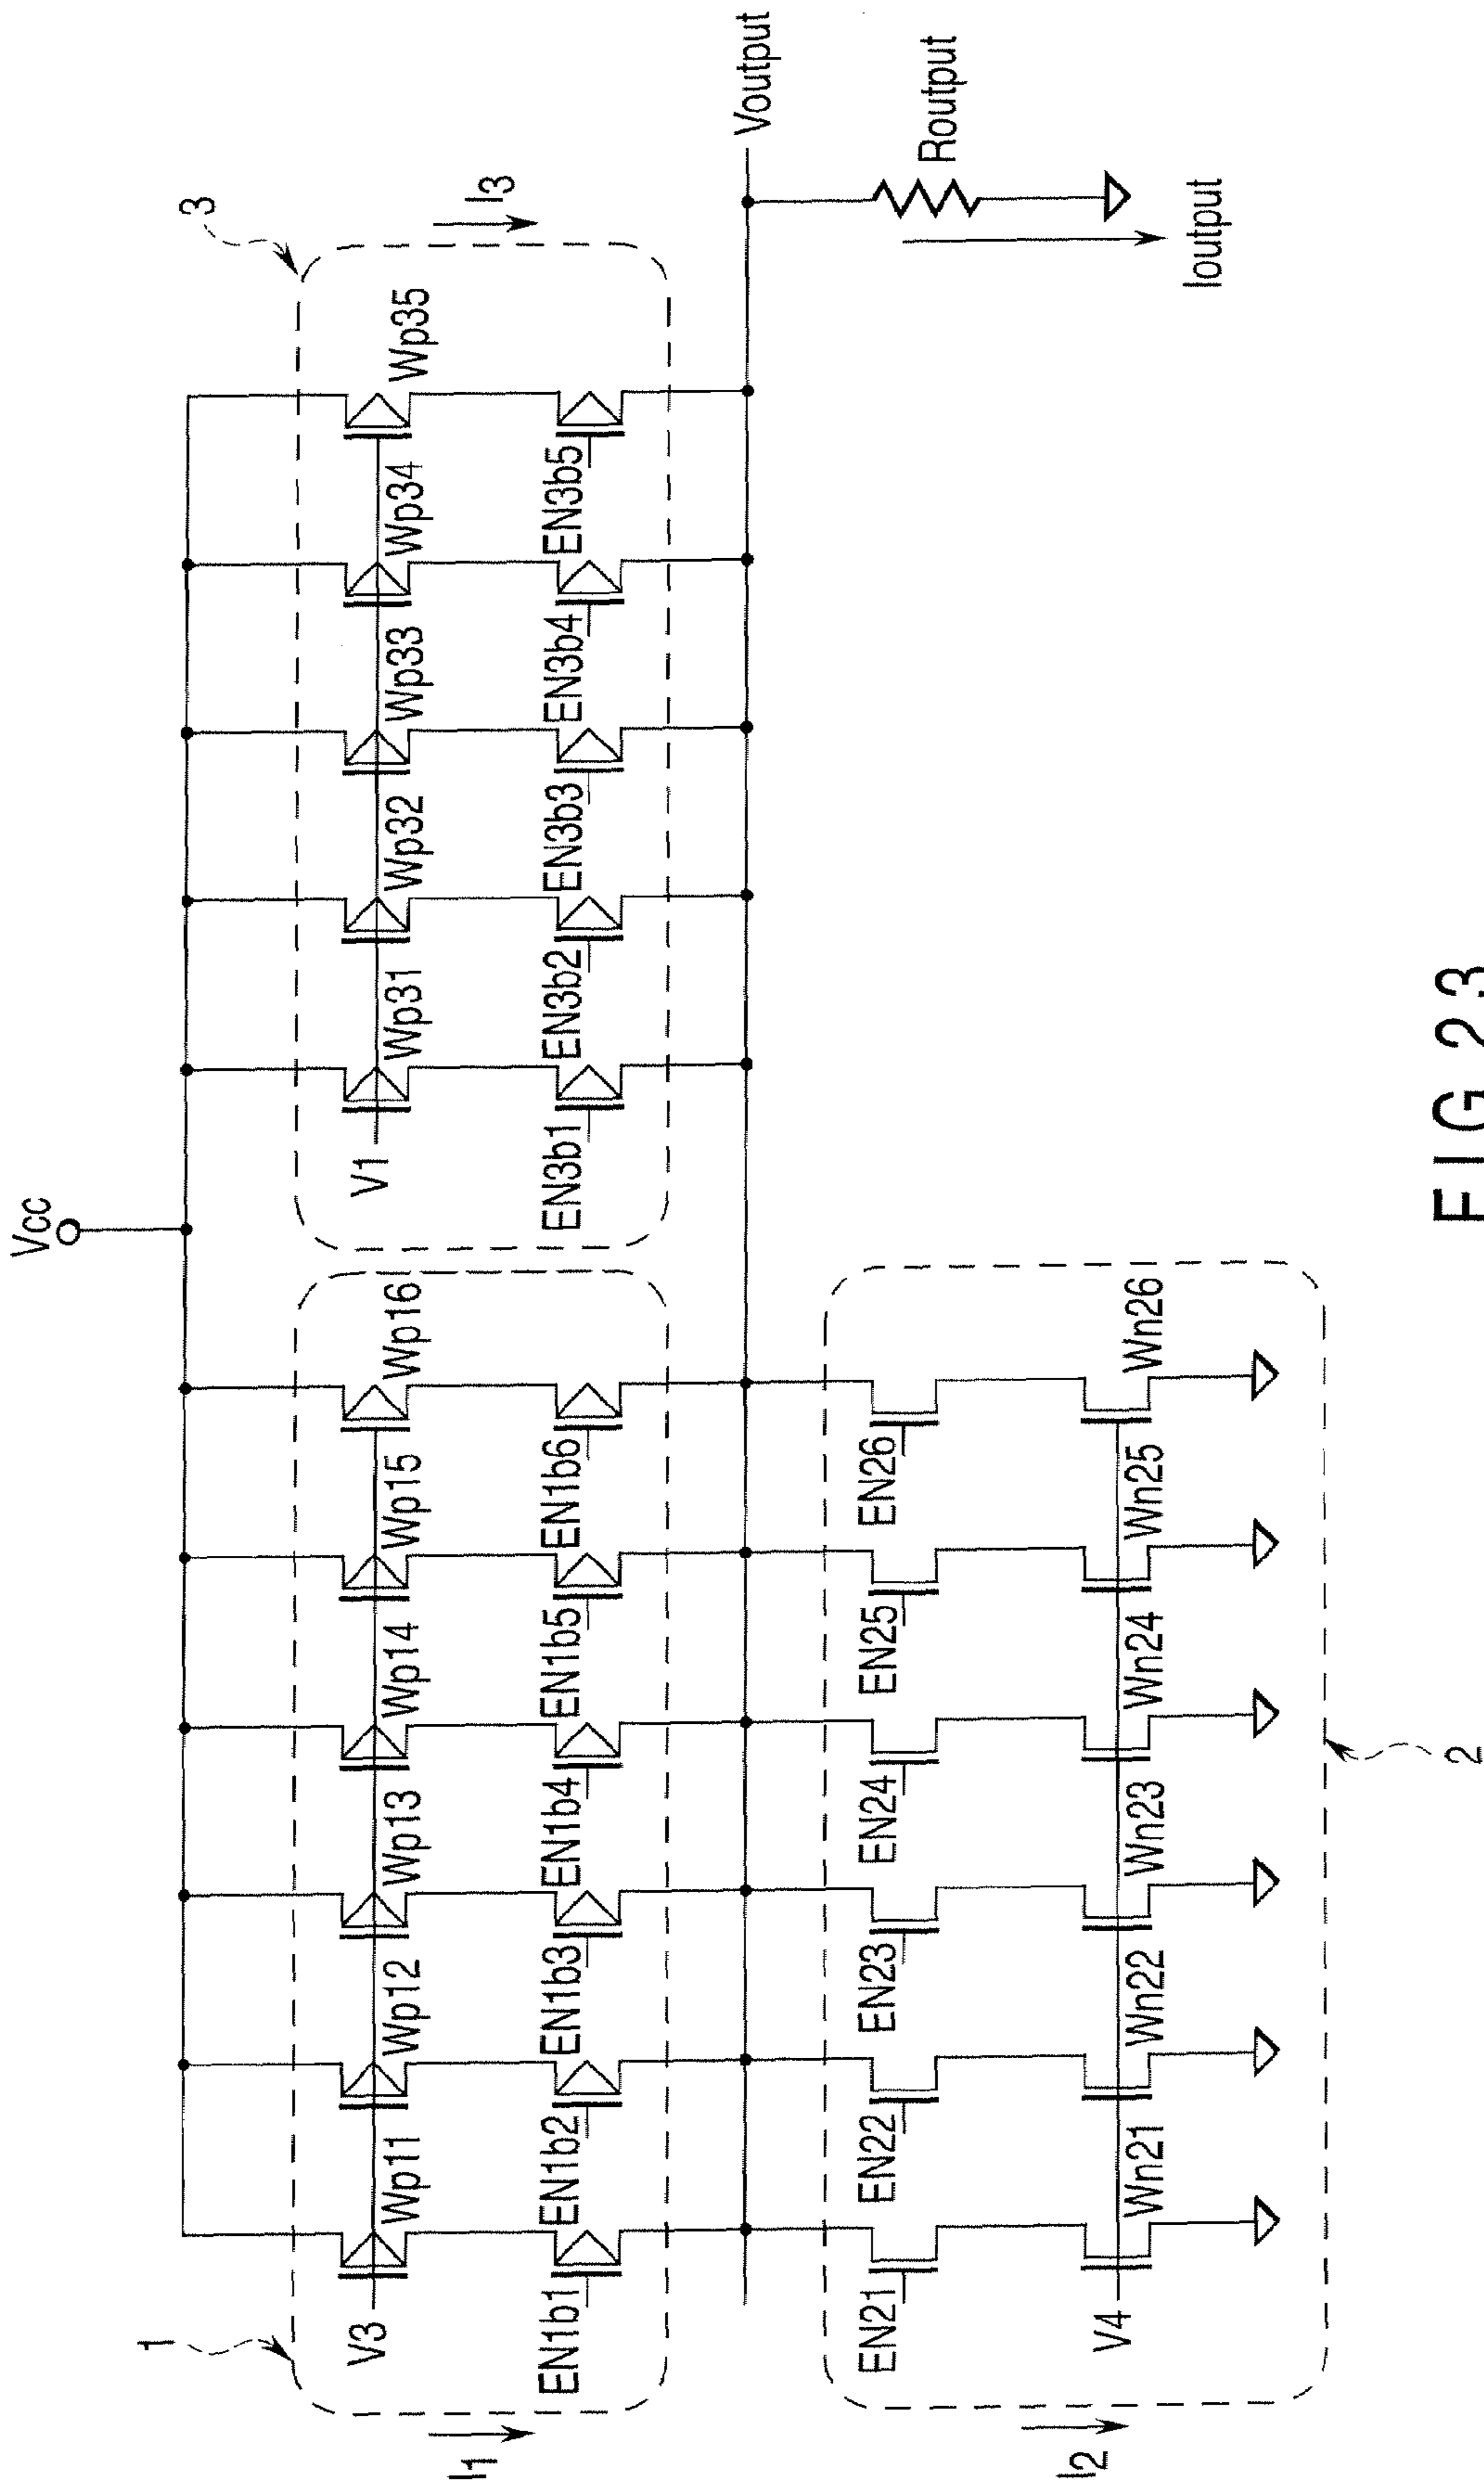 Vcc
1
3
V3
Wp11
Wp12
Wp13
Wp14
Wp15
Wp16
V1
Wp31
Wp32
Wp33
Wp34
Wp35
I1
I3
EN1b1
EN1b2
EN1b3
EN1b4
EN1b5
EN1b6
EN3b1
EN3b2
EN3b3
EN3b4
EN3b5
Voutput
EN21
EN22
EN23
EN24
EN25
EN26
Routput
I2
V4
Wn21
Wn22
Wn23
Wn24
Wn25
Wn26
Ioutput
2
FIG. 23